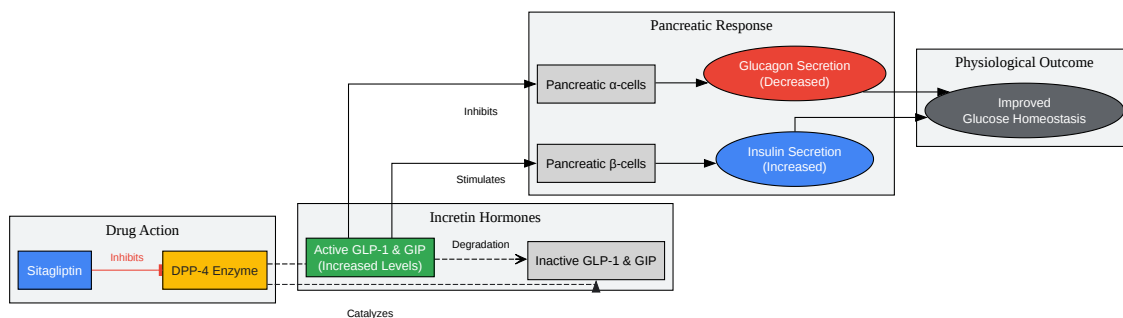 Pancreatic Response
Glucagon Secretion
(Decreased)
Pancreatic α-cells
Inhibits
Physiological Outcome
Improved
Glucose Homeostasis
Insulin Secretion
(Increased)
Pancreatic β-cells
Stimulates
Incretin Hormones
Drug Action
Active GLP-1 & GIP
(Increased Levels)
Degradation
Inactive GLP-1 & GIP
Sitagliptin
Inhibits
DPP-4 Enzyme
Catalyzes